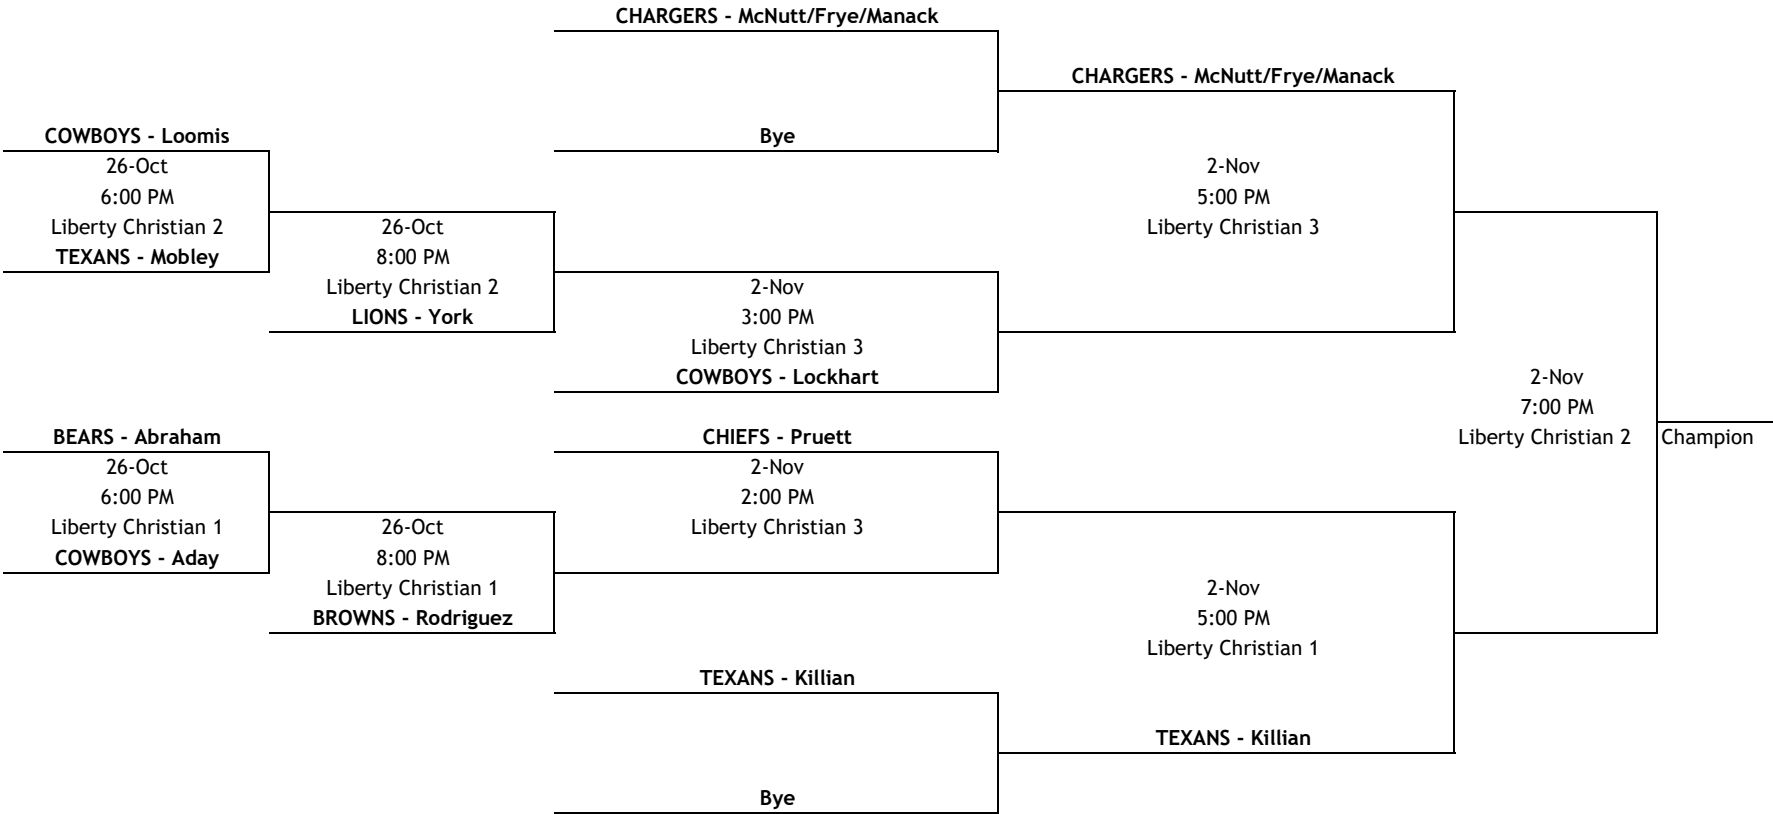 CHARGERS - McNutt/Frye/Manack
CHARGERS - McNutt/Frye/Manack
COWBOYS - Loomis
Bye
26-Oct
6:00 PM
Liberty Christian 2
TEXANS - Mobley
2-Nov
5:00 PM
Liberty Christian 3
26-Oct
8:00 PM
Liberty Christian 2
LIONS - York
2-Nov
3:00 PM
Liberty Christian 3
COWBOYS - Lockhart
2-Nov
7:00 PM
Liberty Christian 2
Champion
BEARS - Abraham
26-Oct
6:00 PM
Liberty Christian 1
COWBOYS - Aday
CHIEFS - Pruett
2-Nov
2:00 PM
Liberty Christian 3
26-Oct
8:00 PM
Liberty Christian 1
BROWNS - Rodriguez
2-Nov
5:00 PM
Liberty Christian 1
TEXANS - Killian
TEXANS - Killian
Bye